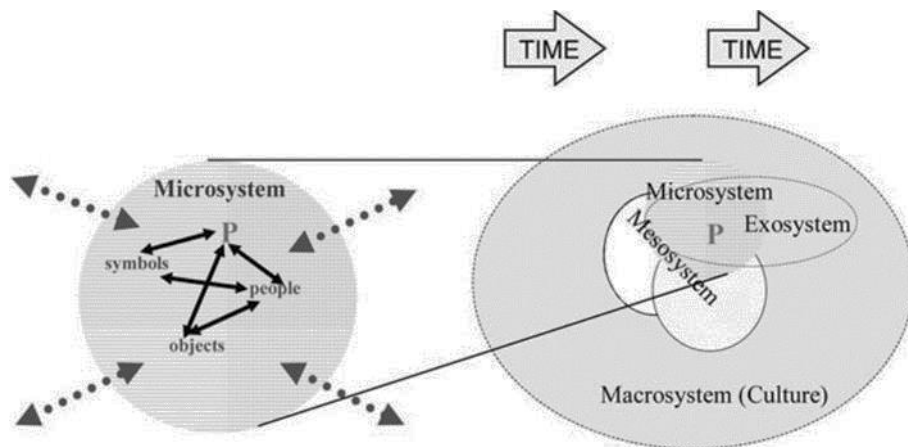 TIME
TIME
Microsystem
P
symbols
people
objects
Microsystem
P
Exosystem
Mesosystem
Macrosystem (Culture)